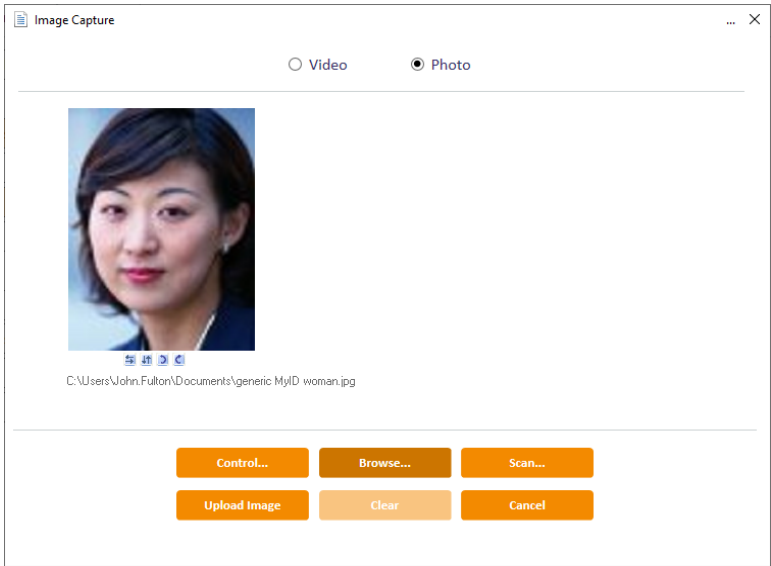 Image Capture ...
Video Photo
C:\Users\John.Fulton\Documents\generic MyID woman.jpg
Control... Browse... Scan...
Upload Image Clear Cancel